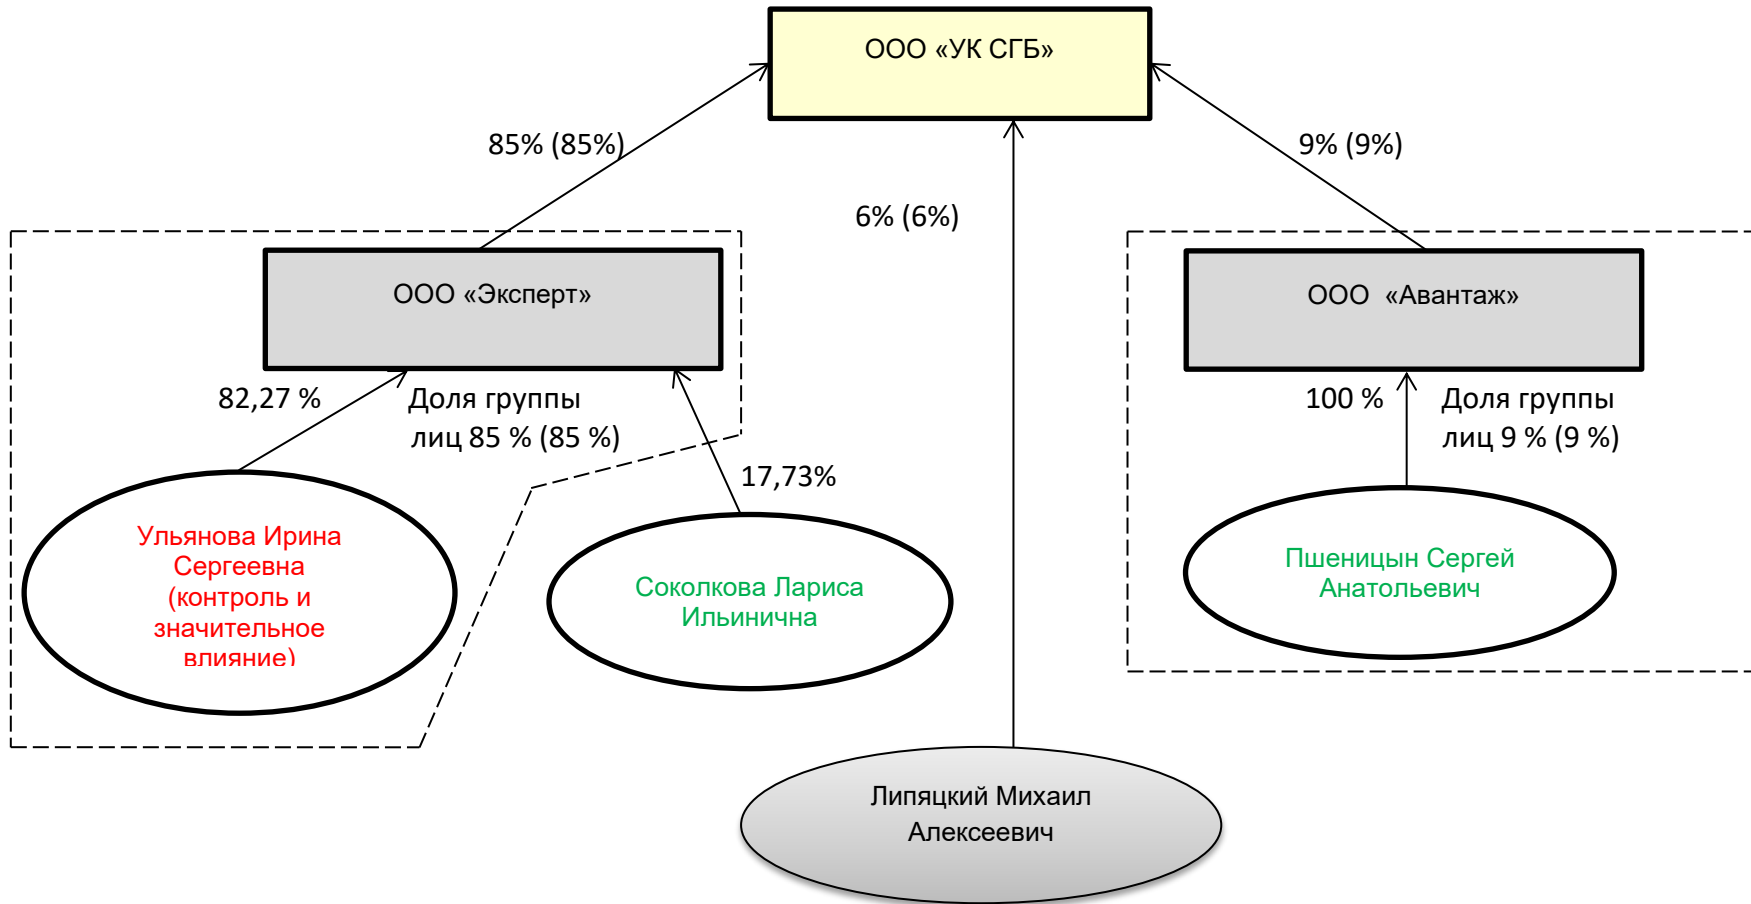 ООО «УК СГБ»
85% (85%)
9% (9%)
6% (6%)
ООО «Эксперт»
ООО «Авантаж»
82,27 %
Доля группы
лиц 85 % (85 %)
100 %
Доля группы
лиц 9 % (9 %)
17,73%
Ульянова Ирина
Сергеевна
(контроль и
значительное
влияние)
Соколкова Лариса
Ильинична
Пшеницын Сергей
Анатольевич
Липяцкий Михаил
Алексеевич